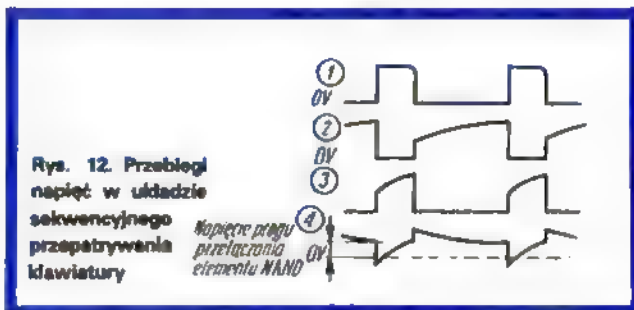 Rys. 12. Przebiegi
napięć w układzie
sekwencyjnego
przepatrywania
klawiatury
1
0V
2
0V
3
4
Napięcie progu
przełączania
elementu NAND
0V